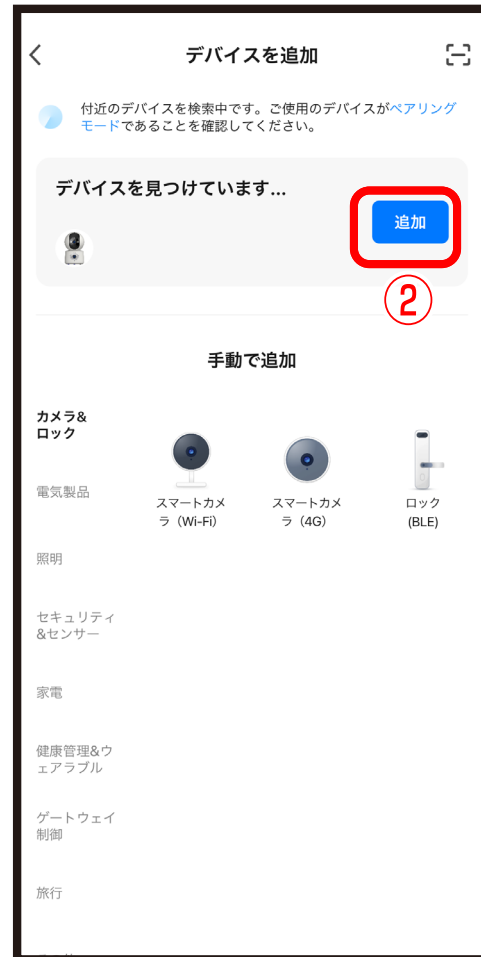 デバイスを追加
付近のデバイスを検索中です。ご使用のデバイスがペアリング
モードであることを確認してください。
デバイスを見つけています...
追加
②
手動で追加
カメラ&
ロック
スマートカメ
ラ（Wi-Fi）
スマートカメ
ラ（4G）
ロック
(BLE)
電気製品
照明
セキュリティ
&センサー
家電
健康管理&ウ
ェアラブル
ゲートウェイ
制御
旅行